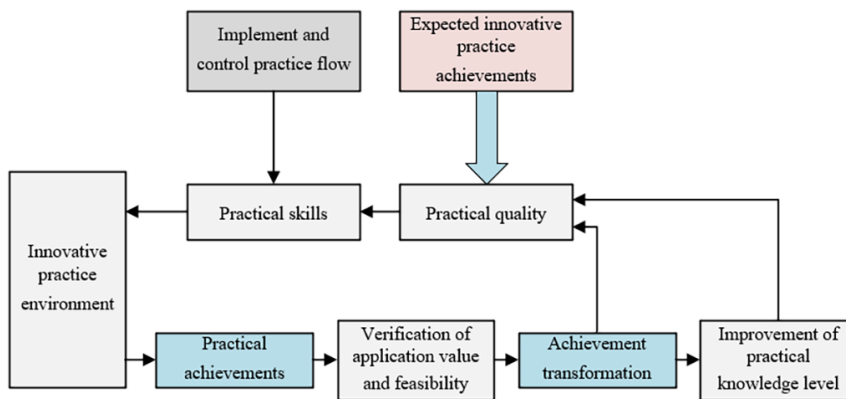 Implement and
control practice flow
Expected innovative
practice
achievements
Practical skills
Practical quality
Innovative
practice
environment
Practical
achievements
Verification of
application value
and feasibility
Achievement
transformation
Improvement of
practical
knowledge level